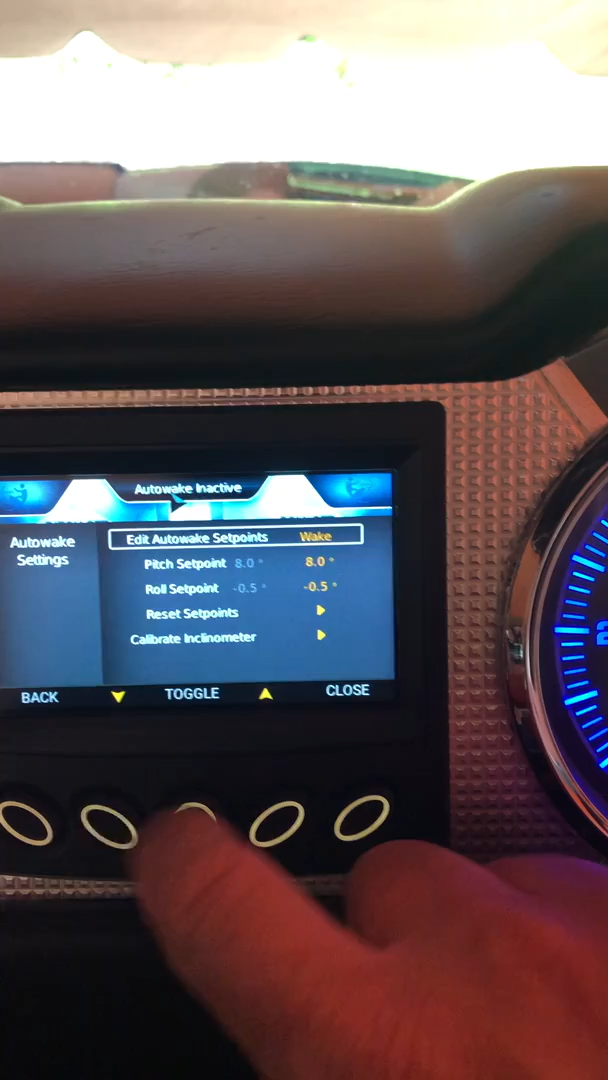 Autowake Inactive
Autowake Settings
Edit Autowake Setpoints Wake
Pitch Setpoint 8.0 ° 8.0 °
Roll Setpoint -0.5 ° -0.5 °
Reset Setpoints
Calibrate Inclinometer
BACK TOGGLE CLOSE